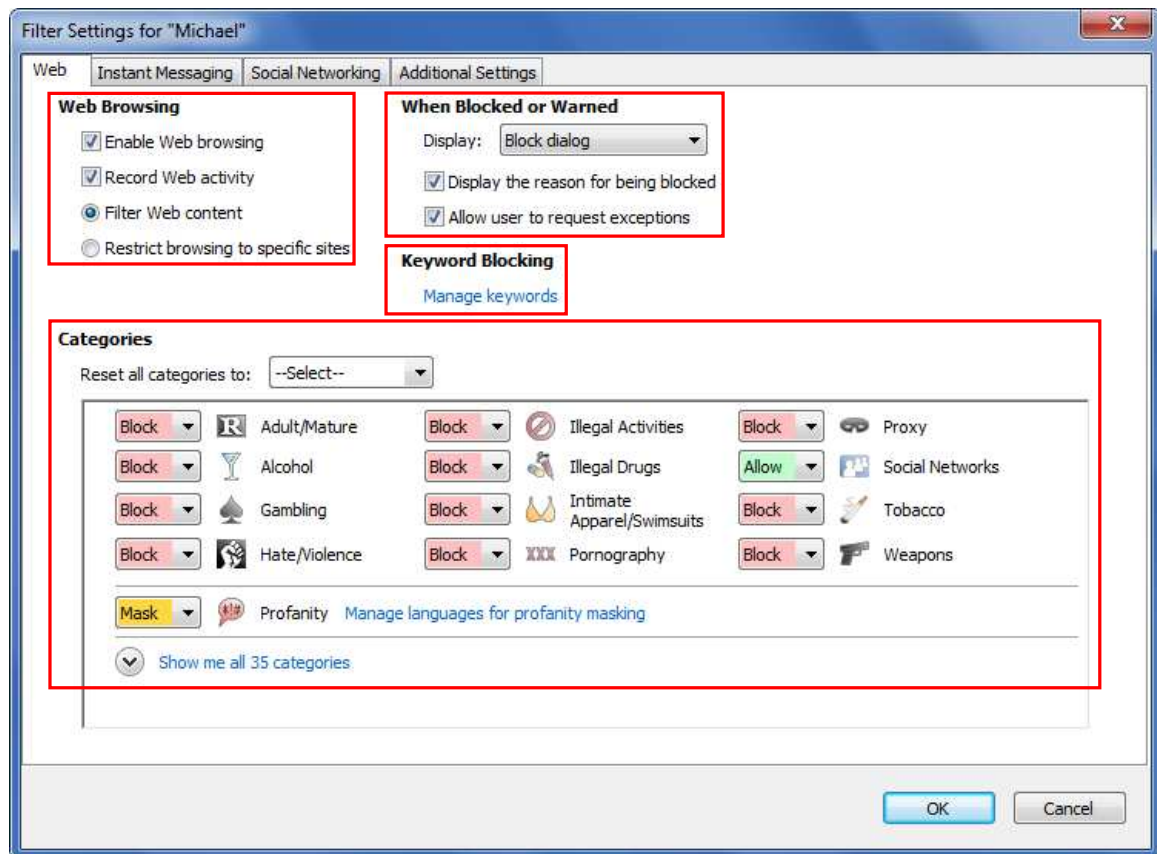 Filter Settings for "Michael"
Web Instant Messaging Social Networking Additional Settings
Web Browsing
Enable Web browsing
Record Web activity
Filter Web content
Restrict browsing to specific sites
When Blocked or Warned
Display: Block dialog
Display the reason for being blocked
Allow user to request exceptions
Keyword Blocking
Manage keywords
Categories
Reset all categories to: --Select--
Block Adult/Mature Block Illegal Activities Block Proxy
Block Alcohol Block Illegal Drugs Allow Social Networks
Block Gambling Block Intimate
Apparel/Swimsuits Block Tobacco
Block Hate/Violence Block XXX Pornography Block Weapons
Mask Profanity Manage languages for profanity masking
Show me all 35 categories
OK Cancel